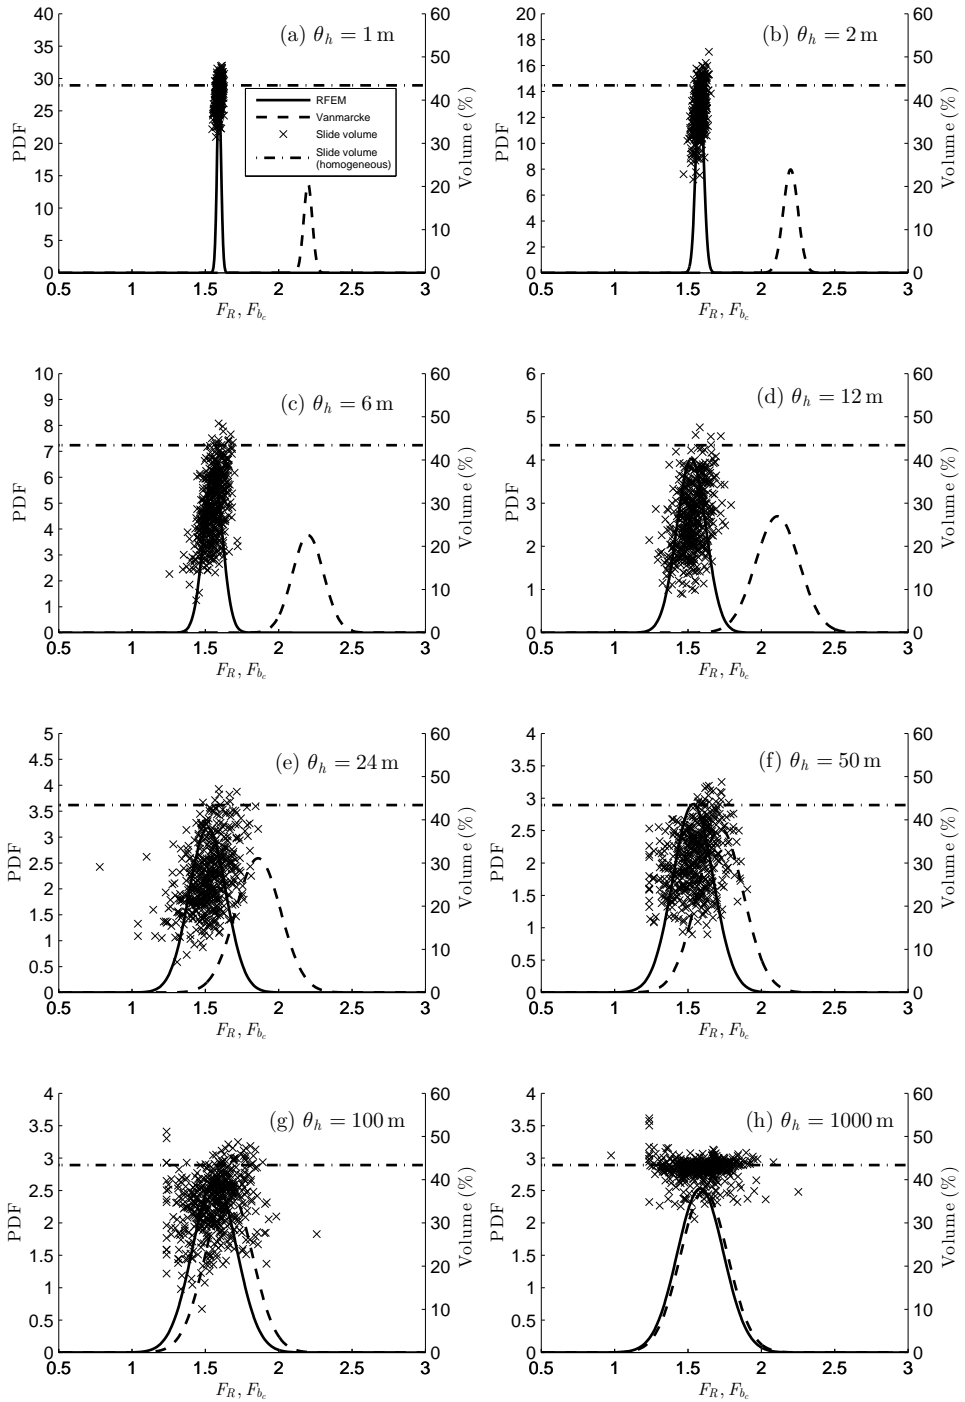 (a) θh = 1 m
PDF
40
35
30
25
20
15
10
5
0
60
50
40
30
20
10
0
Volume (%)
RFEM
Vanmarcke
Slide volume
Slide volume
(homogeneous)
0.5 1 1.5 2 2.5 3
FR, Fbc
(b) θh = 2 m
PDF
20
18
16
14
12
10
8
6
4
2
0
60
50
40
30
20
10
0
Volume (%)
0.5 1 1.5 2 2.5 3
FR, Fbc
(c) θh = 6 m
PDF
10
9
8
7
6
5
4
3
2
1
0
60
50
40
30
20
10
0
Volume (%)
0.5 1 1.5 2 2.5 3
FR, Fbc
(d) θh = 12 m
PDF
6
5
4
3
2
1
0
60
50
40
30
20
10
0
Volume (%)
0.5 1 1.5 2 2.5 3
FR, Fbc
(e) θh = 24 m
PDF
5
4.5
4
3.5
3
2.5
2
1.5
1
0.5
0
60
50
40
30
20
10
0
Volume (%)
0.5 1 1.5 2 2.5 3
FR, Fbc
(f) θh = 50 m
PDF
4
3.5
3
2.5
2
1.5
1
0.5
0
60
50
40
30
20
10
0
Volume (%)
0.5 1 1.5 2 2.5 3
FR, Fbc
(g) θh = 100 m
PDF
4
3.5
3
2.5
2
1.5
1
0.5
0
60
50
40
30
20
10
0
Volume (%)
0.5 1 1.5 2 2.5 3
FR, Fbc
(h) θh = 1000 m
PDF
4
3.5
3
2.5
2
1.5
1
0.5
0
60
50
40
30
20
10
0
Volume (%)
0.5 1 1.5 2 2.5 3
FR, Fbc